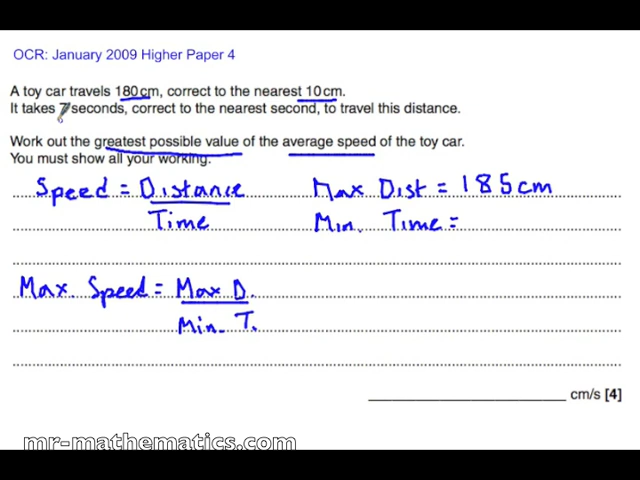 OCR: January 2009 Higher Paper 4
A toy car travels 180 cm, correct to the nearest 10 cm.
It takes 7 seconds, correct to the nearest second, to travel this distance.
Work out the greatest possible value of the average speed of the toy car.
You must show all your working.
Speed = Distance Max Dist = 185cm
Time Min. Time =
Max. Speed = Max D.
Min. T.
cm/s [4]
mr-mathematics.com